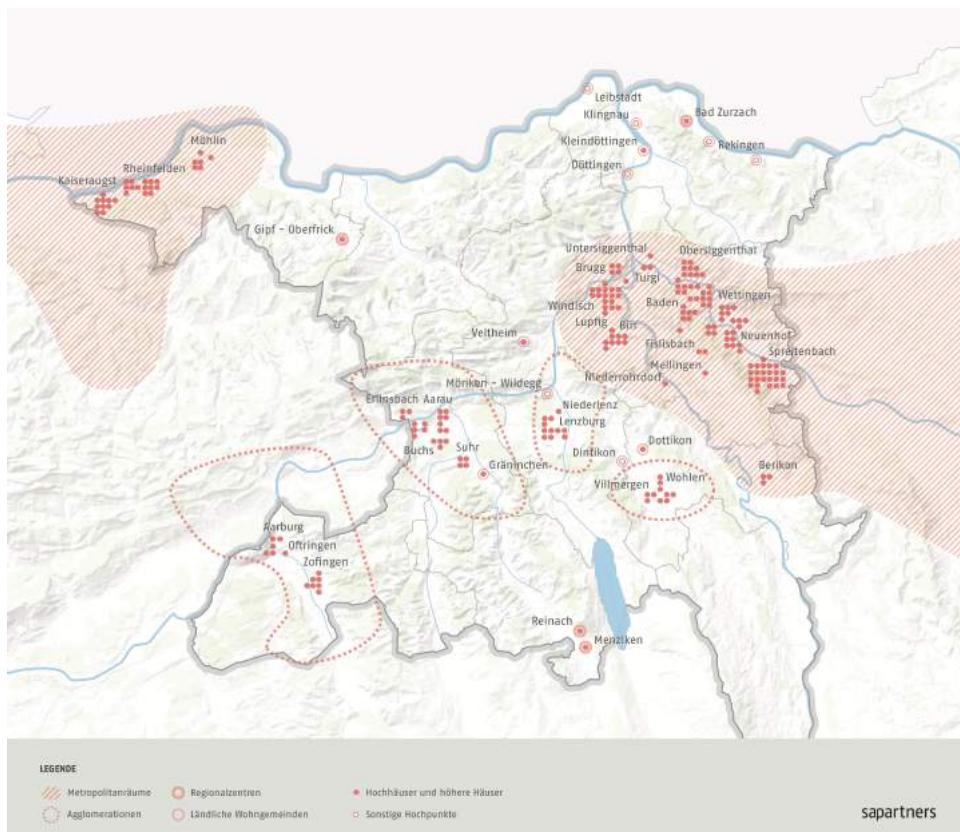 Leibstadt
Klingnau
Bad Zurzach
Kleindöttingen
Rekingen
Döttingen
Möhlin
Rheinfelden
Kaiseraugst
Gipf - Oberfrick
Untersiggenthal
Obersiggenthal
Brugg
Turgi
Wettingen
Baden
Windisch
Lupfig
Birr
Neuenhof
Veltheim
Fislisbach
Spreitenbach
Mellingen
Möriken - Wildegg
Niederrohrdorf
Erlinsbach Aarau
Niederlenz
Lenzburg
Buchs
Suhr
Dottikon
Gränichen
Dintikon
Berikon
Villmergen
Wohlen
Aarburg
Oftringen
Zofingen
Reinach
Menziken
LEGENDE
Metropolitanräume
Regionalzentren
Hochhäuser und höhere Häuser
Agglomerationen
Ländliche Wohngemeinden
Sonstige Hochpunkte
sapartners